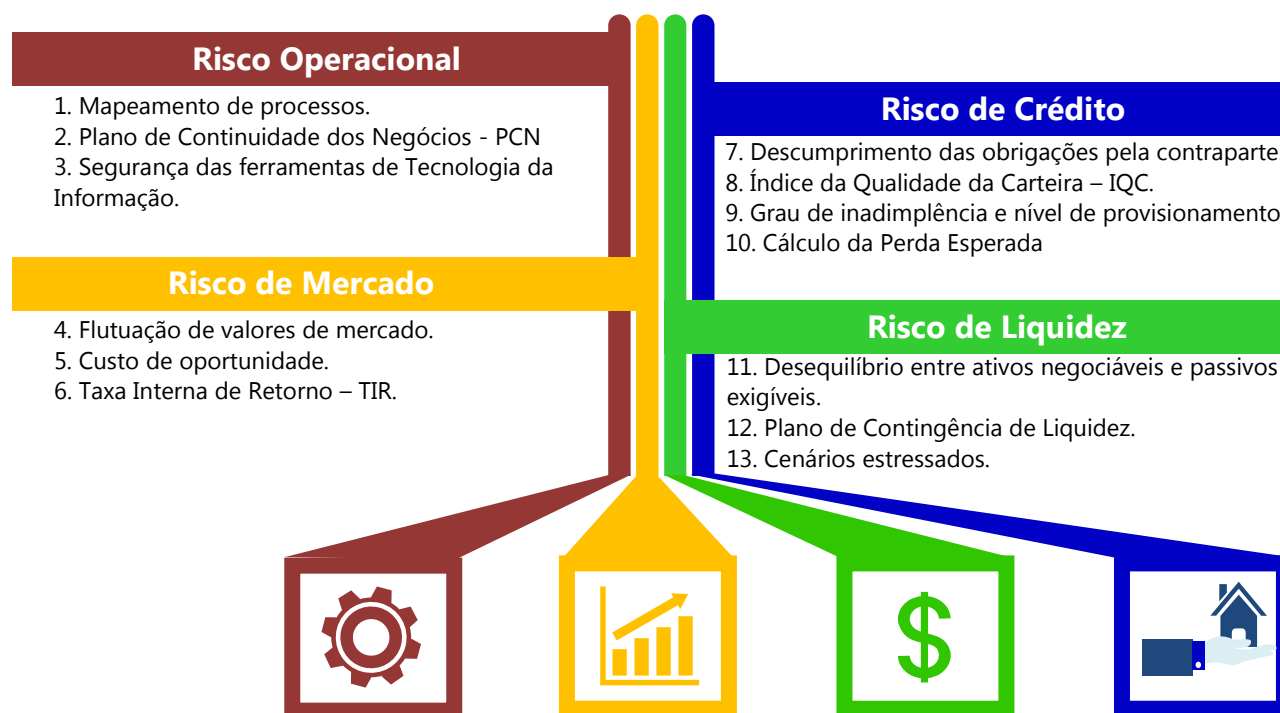 Risco Operacional
1. Mapeamento de processos.
2. Plano de Continuidade dos Negócios - PCN
3. Segurança das ferramentas de Tecnologia da
Informação.
Risco de Mercado
4. Flutuação de valores de mercado.
5. Custo de oportunidade.
6. Taxa Interna de Retorno – TIR.
Risco de Crédito
7. Descumprimento das obrigações pela contraparte
8. Índice da Qualidade da Carteira – IQC.
9. Grau de inadimplência e nível de provisionamento
10. Cálculo da Perda Esperada
Risco de Liquidez
11. Desequilíbrio entre ativos negociáveis e passivos
exigíveis.
12. Plano de Contingência de Liquidez.
13. Cenários estressados.
$